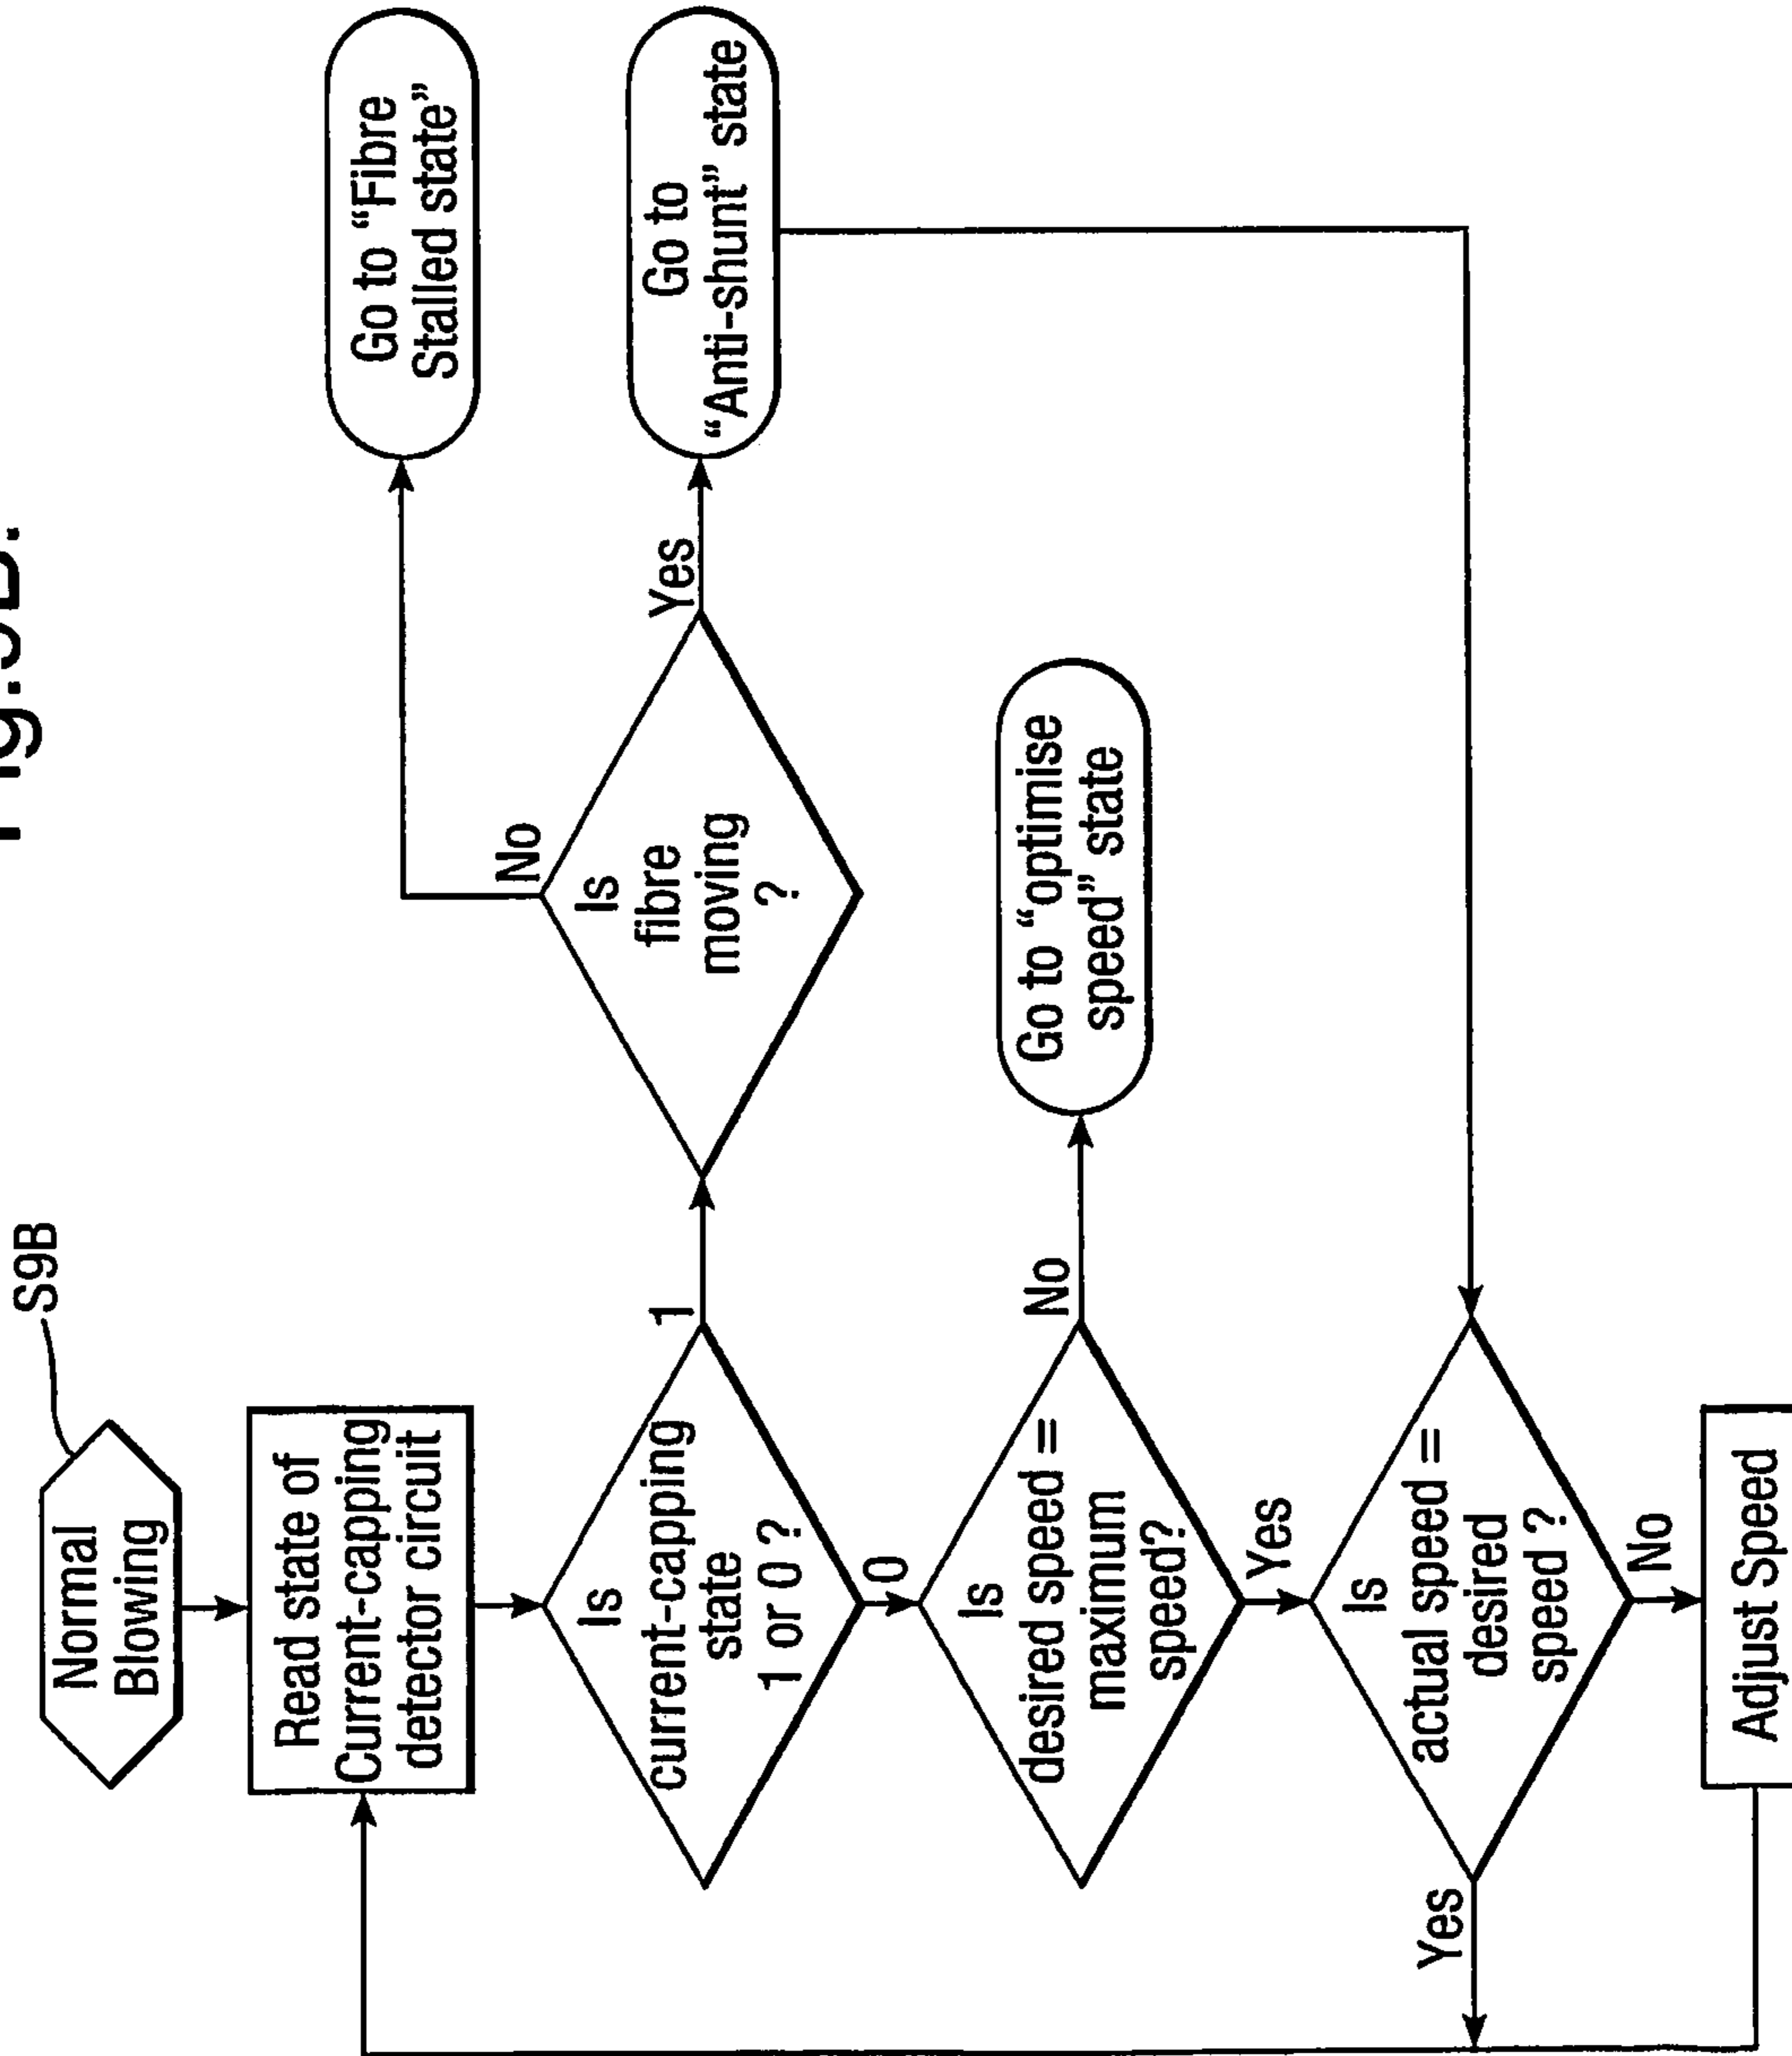 S9B
Normal
Blowing
Read state of
Current-capping
detector circuit
Is
current-capping
state
1 or 0 ?
1
0
Is
fibre
moving
?
No
Yes
Go to “Fibre
Stalled state”
Go to
“Anti-shunt” state
Is
desired speed =
maximum
speed?
No
Yes
Go to “optimise
speed” state
Is
actual speed =
desired
speed ?
Yes
No
Adjust Speed